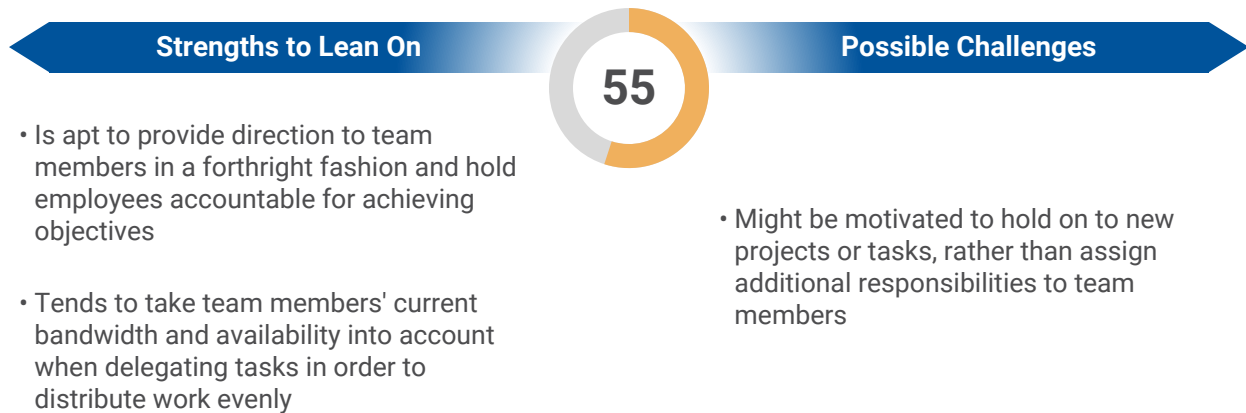 Strengths to Lean On
55
Possible Challenges
• Is apt to provide direction to team
members in a forthright fashion and hold
employees accountable for achieving
objectives
• Tends to take team members' current
bandwidth and availability into account
when delegating tasks in order to
distribute work evenly
• Might be motivated to hold on to new
projects or tasks, rather than assign
additional responsibilities to team
members